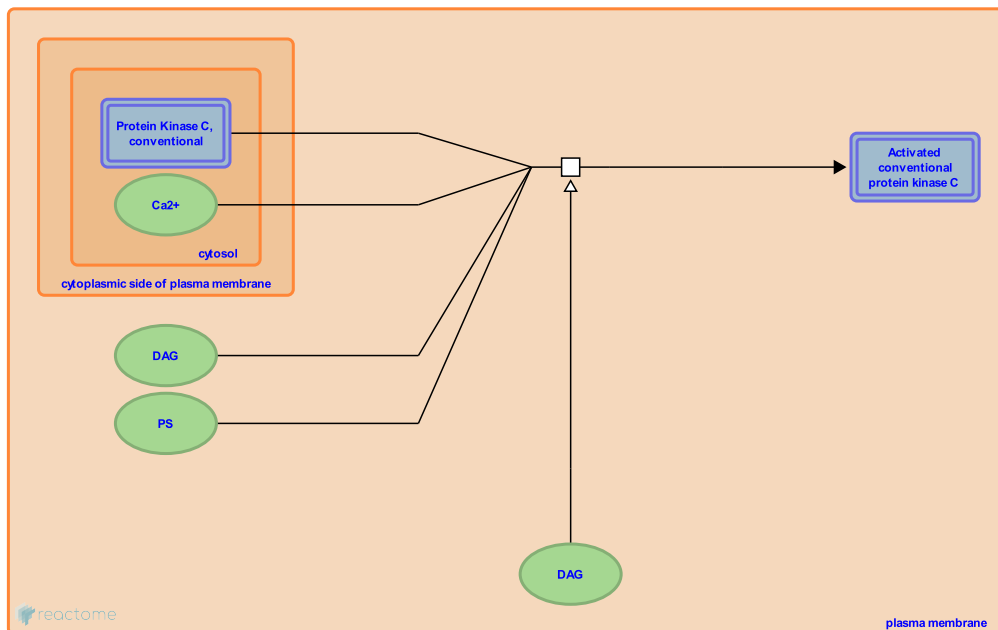 Protein Kinase C,
conventional
Ca2+
cytosol
cytoplasmic side of plasma membrane
Activated
conventional
protein kinase C
DAG
PS
DAG
reactome
plasma membrane